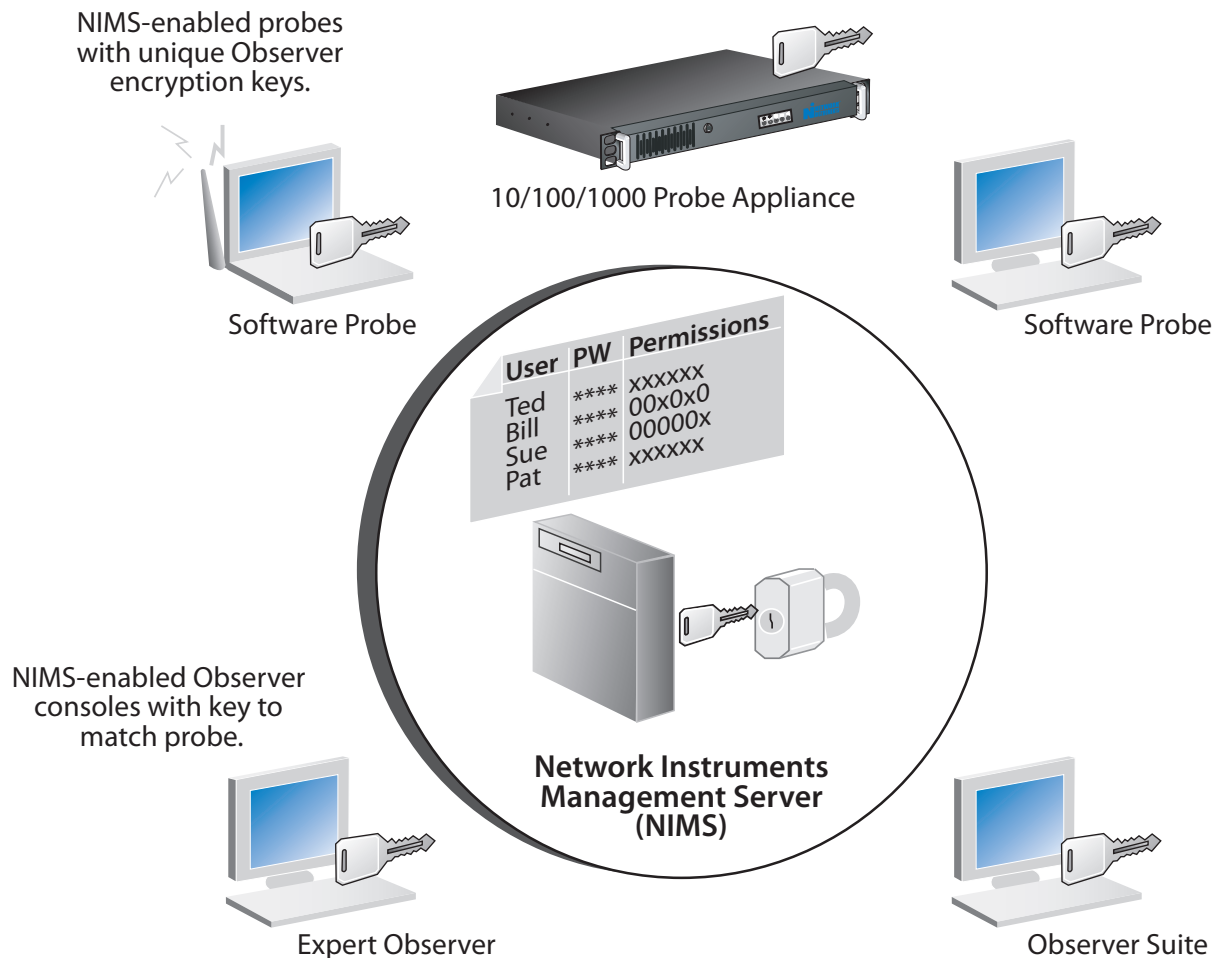 NIMS-enabled probes
with unique Observer
encryption keys.
10/100/1000 Probe Appliance
Software Probe
Software Probe
User PW Permissions
Ted **** xxxxxx
Bill **** 00x0x0
Sue **** 00000x
Pat **** xxxxxx
NIMS-enabled Observer
consoles with key to
match probe.
Network Instruments
Management Server
(NIMS)
Expert Observer
Observer Suite